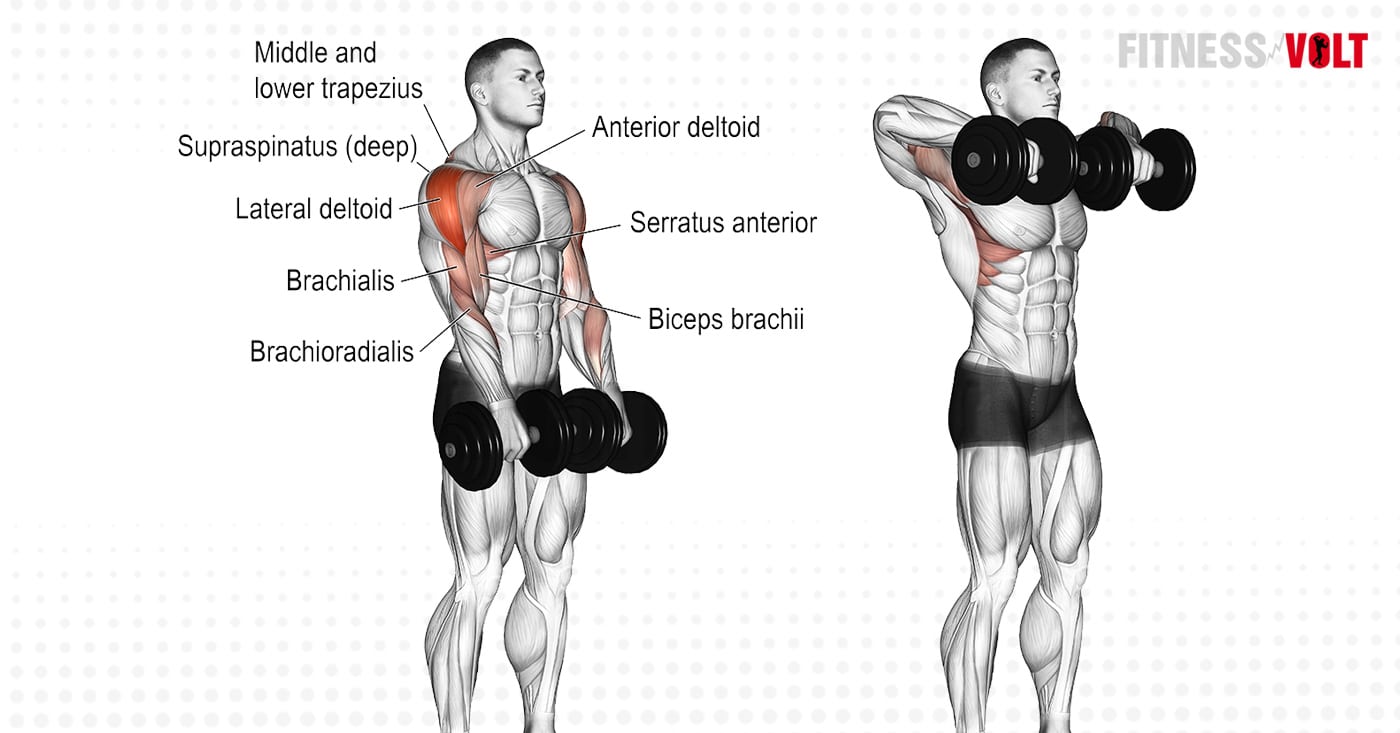 FITNESS VOLT
Middle and
lower trapezius
Supraspinatus (deep)
Anterior deltoid
Lateral deltoid
Serratus anterior
Brachialis
Biceps brachii
Brachioradialis